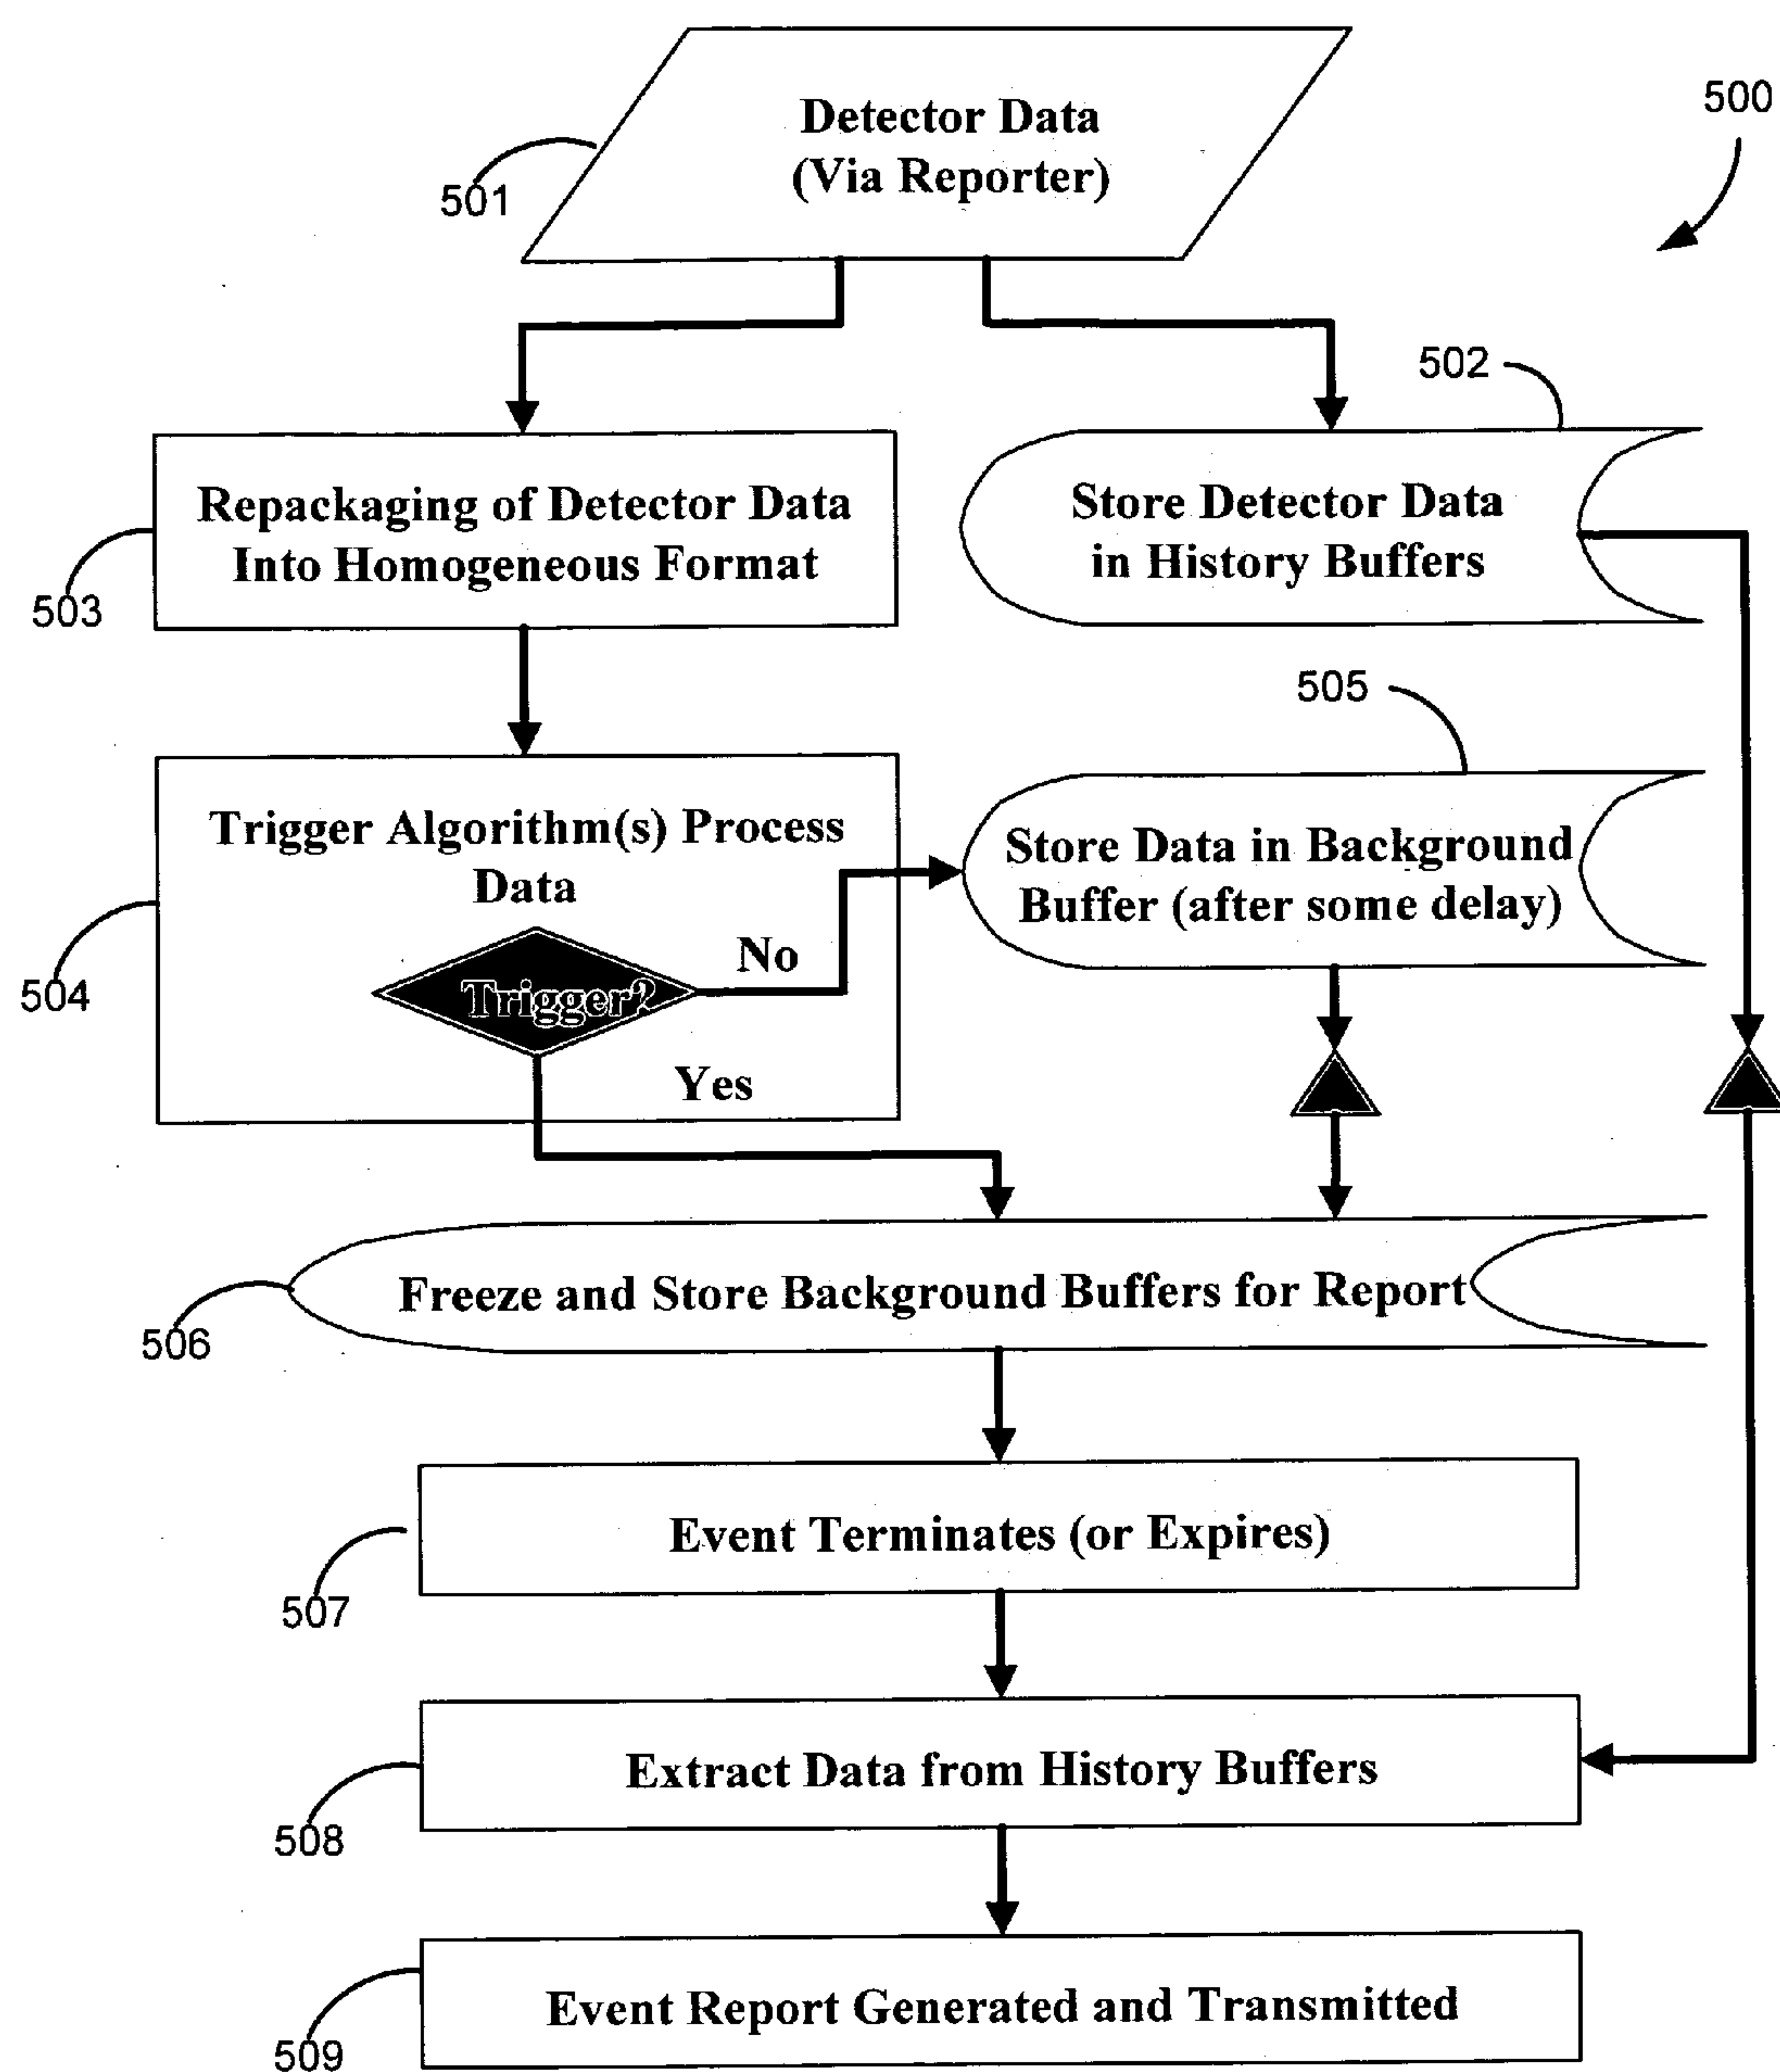 Detector Data
(Via Reporter)
500
501
502
Repackaging of Detector Data
Into Homogeneous Format
Store Detector Data
in History Buffers
503
505
Trigger Algorithm(s) Process
Data
Store Data in Background
Buffer (after some delay)
No
Trigger?
504
Yes
Freeze and Store Background Buffers for Report
506
Event Terminates (or Expires)
507
Extract Data from History Buffers
508
Event Report Generated and Transmitted
509